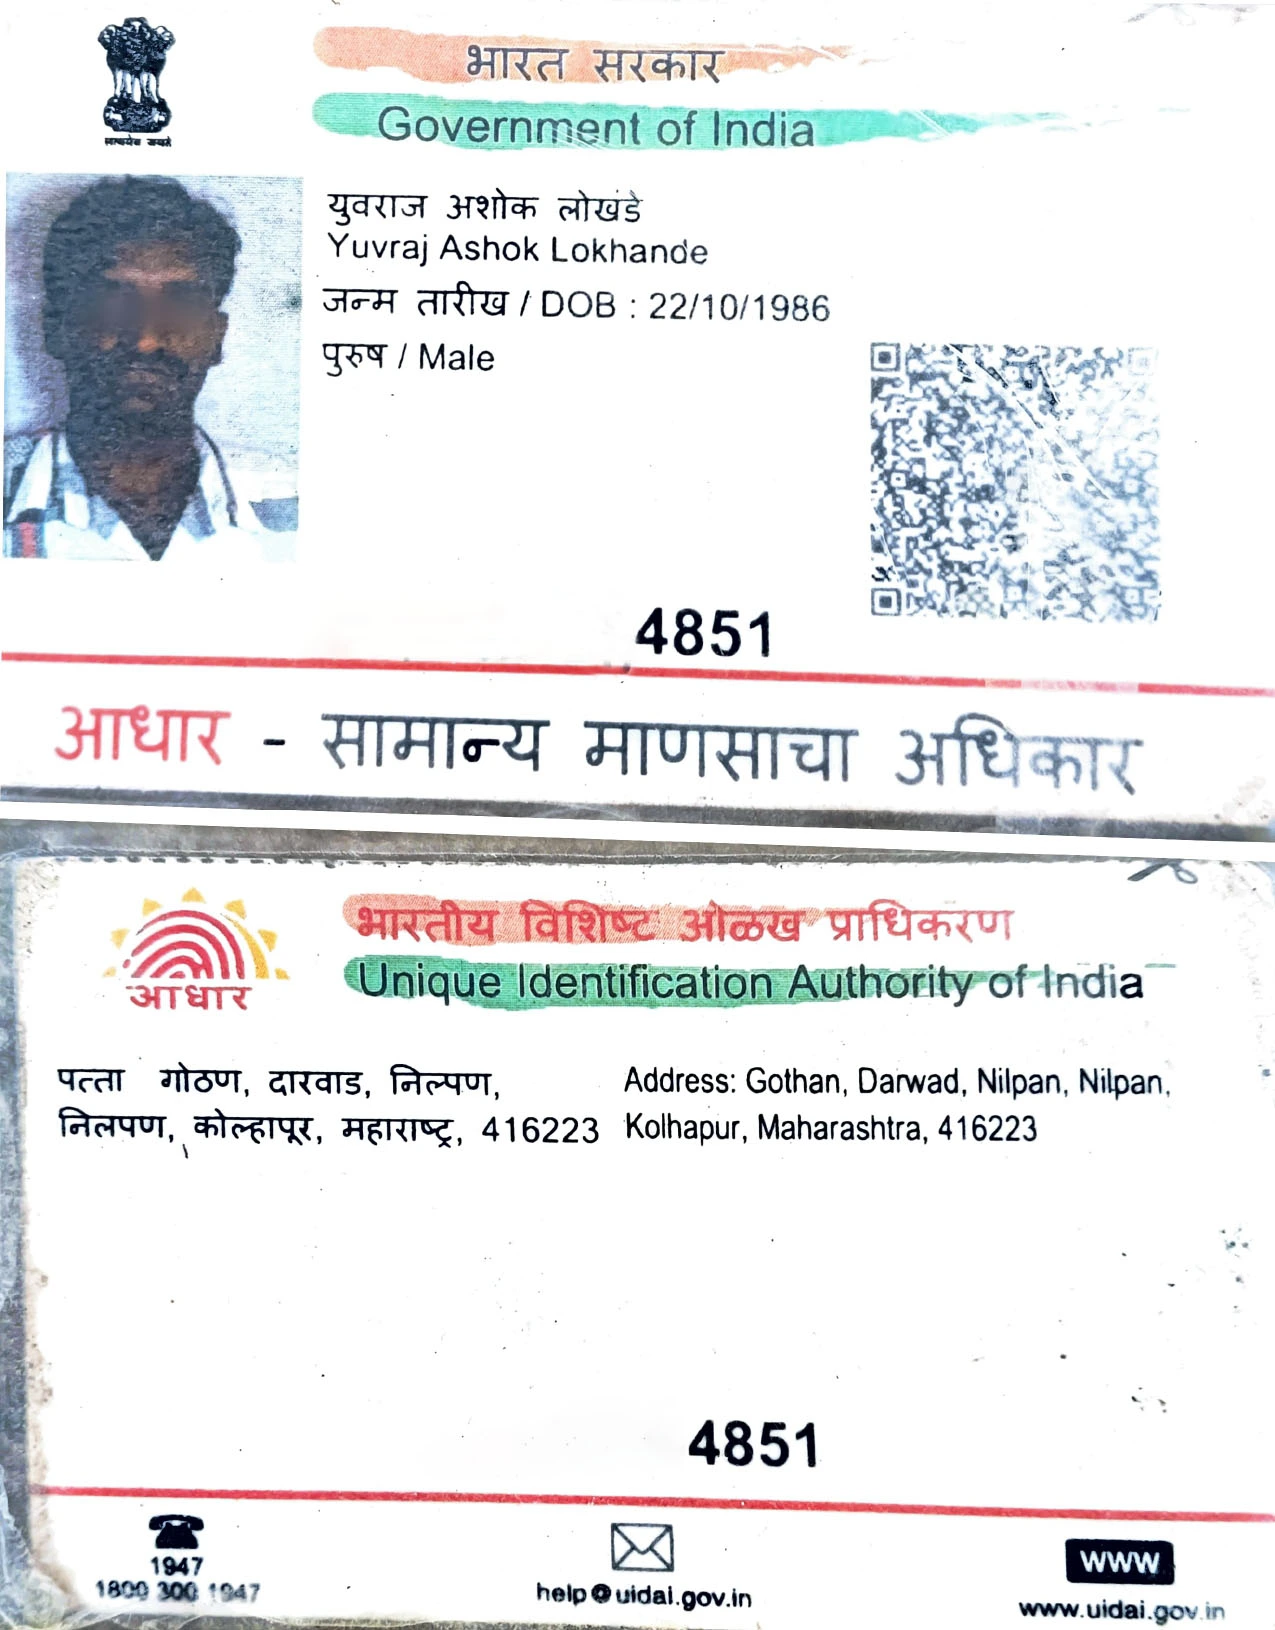 सत्यमेव जयते
भारत सरकार
Government of India
युवराज अशोक लोखंडे
Yuvraj Ashok Lokhande
जन्म तारीख / DOB : 22/10/1986
पुरुष / Male
4851
आधार - सामान्य माणसाचा अधिकार
भारतीय विशिष्ट ओळख प्राधिकरण
Unique Identification Authority of India
आधार
पत्ता गोठण, दारवाड, निल्पण,
निलपण, कोल्हापूर, महाराष्ट्र, 416223
Address: Gothan, Darwad, Nilpan, Nilpan,
Kolhapur, Maharashtra, 416223
4851
1947
1800 300 1947
help@uidai.gov.in
www
www.uidai.gov.in